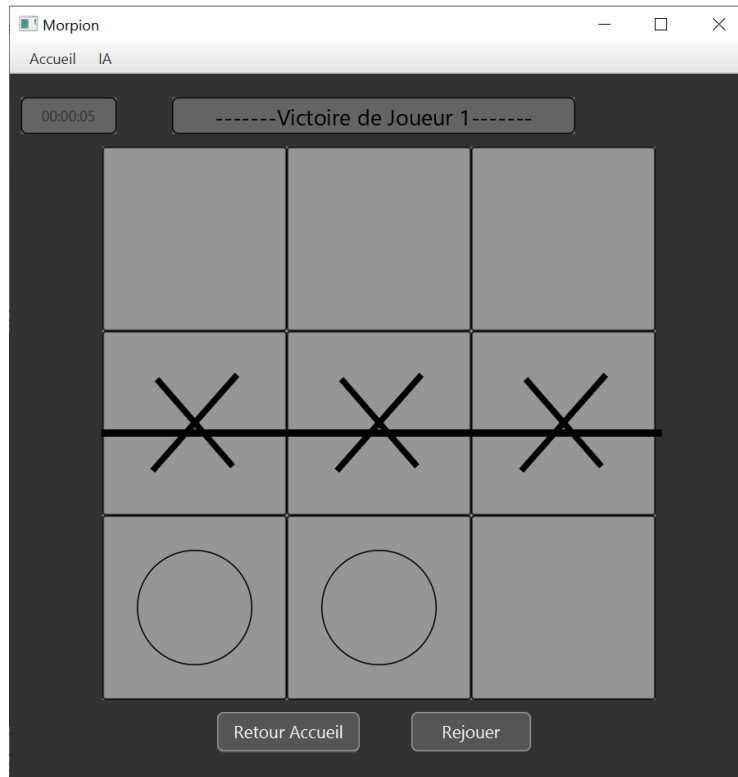 Morpion
Accueil IA
00:00:05
-------Victoire de Joueur 1-------
Retour Accueil
Rejouer